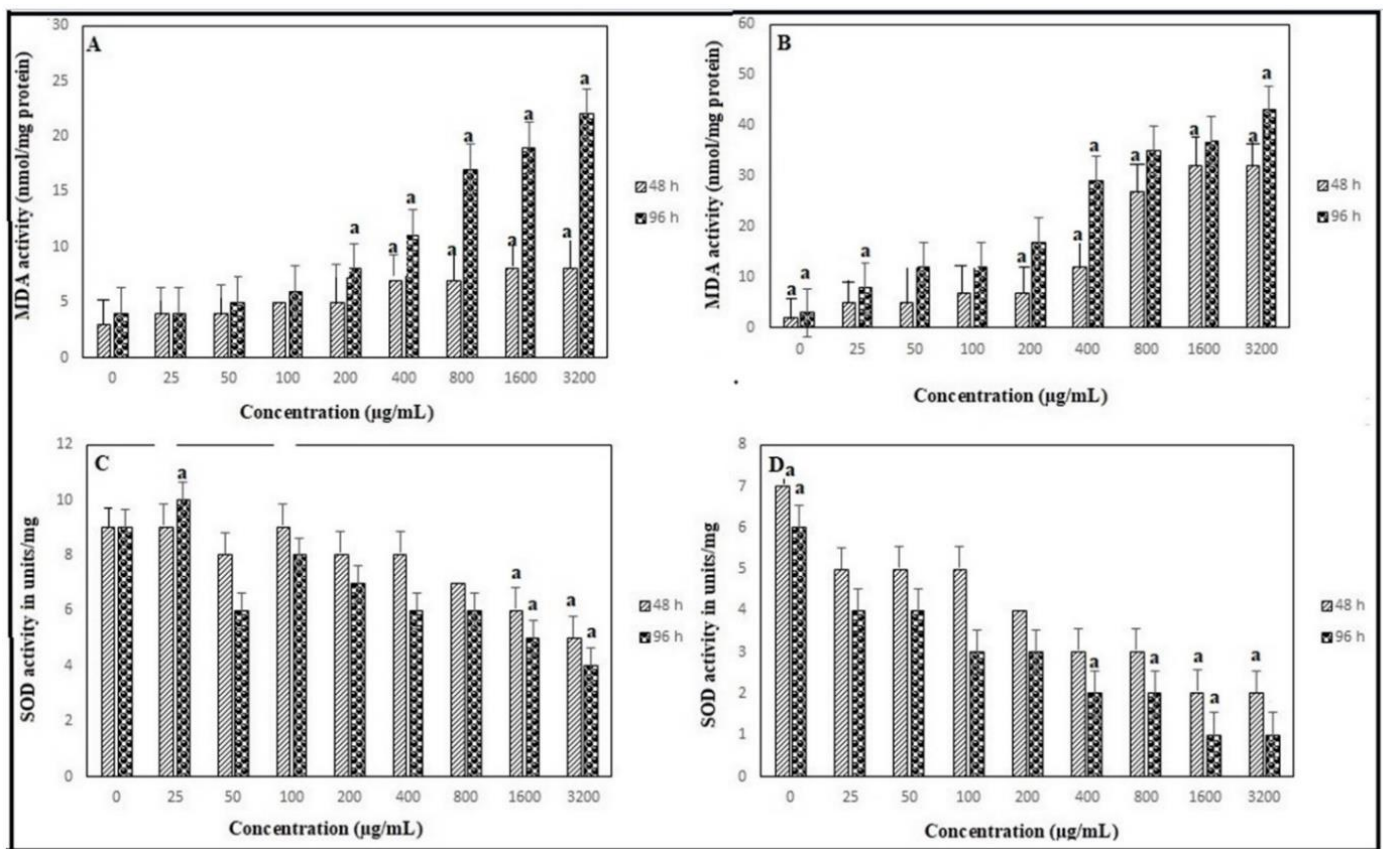 A
MDA activity (nmol/mg protein)
30
25
20
15
10
5
0
a
a
a
a
a
a
a
a
a
0 25 50 100 200 400 800 1600 3200
Concentration (µg/mL)
48 h
96 h
B
MDA activity (nmol/mg protein)
60
50
40
30
20
10
0
a
a
a
a
a
a
a
a
a
a
0 25 50 100 200 400 800 1600 3200
Concentration (µg/mL)
48 h
96 h
C
SOD activity in units/mg
12
10
8
6
4
2
0
a
a
a
a
a
0 25 50 100 200 400 800 1600 3200
Concentration (µg/mL)
48 h
96 h
D
SOD activity in units/mg
8
7
6
5
4
3
2
1
0
a
a
a
a
a
a
a
0 25 50 100 200 400 800 1600 3200
Concentration (µg/mL)
48 h
96 h